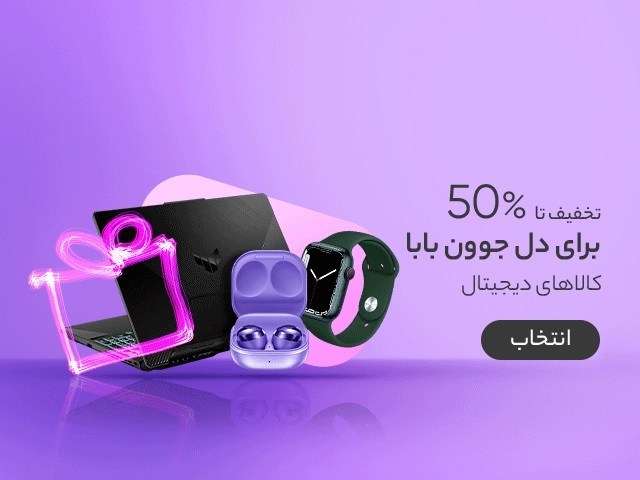 تخفیف تا 50%
برای دل جوون بابا
کالاهای دیجیتال
انتخاب